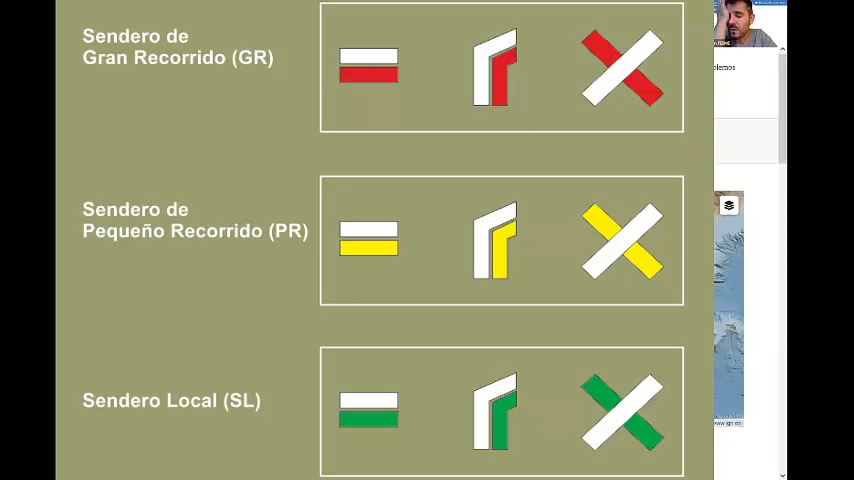 Sendero de
Gran Recorrido (GR)
Sendero de
Pequeño Recorrido (PR)
Sendero Local (SL)